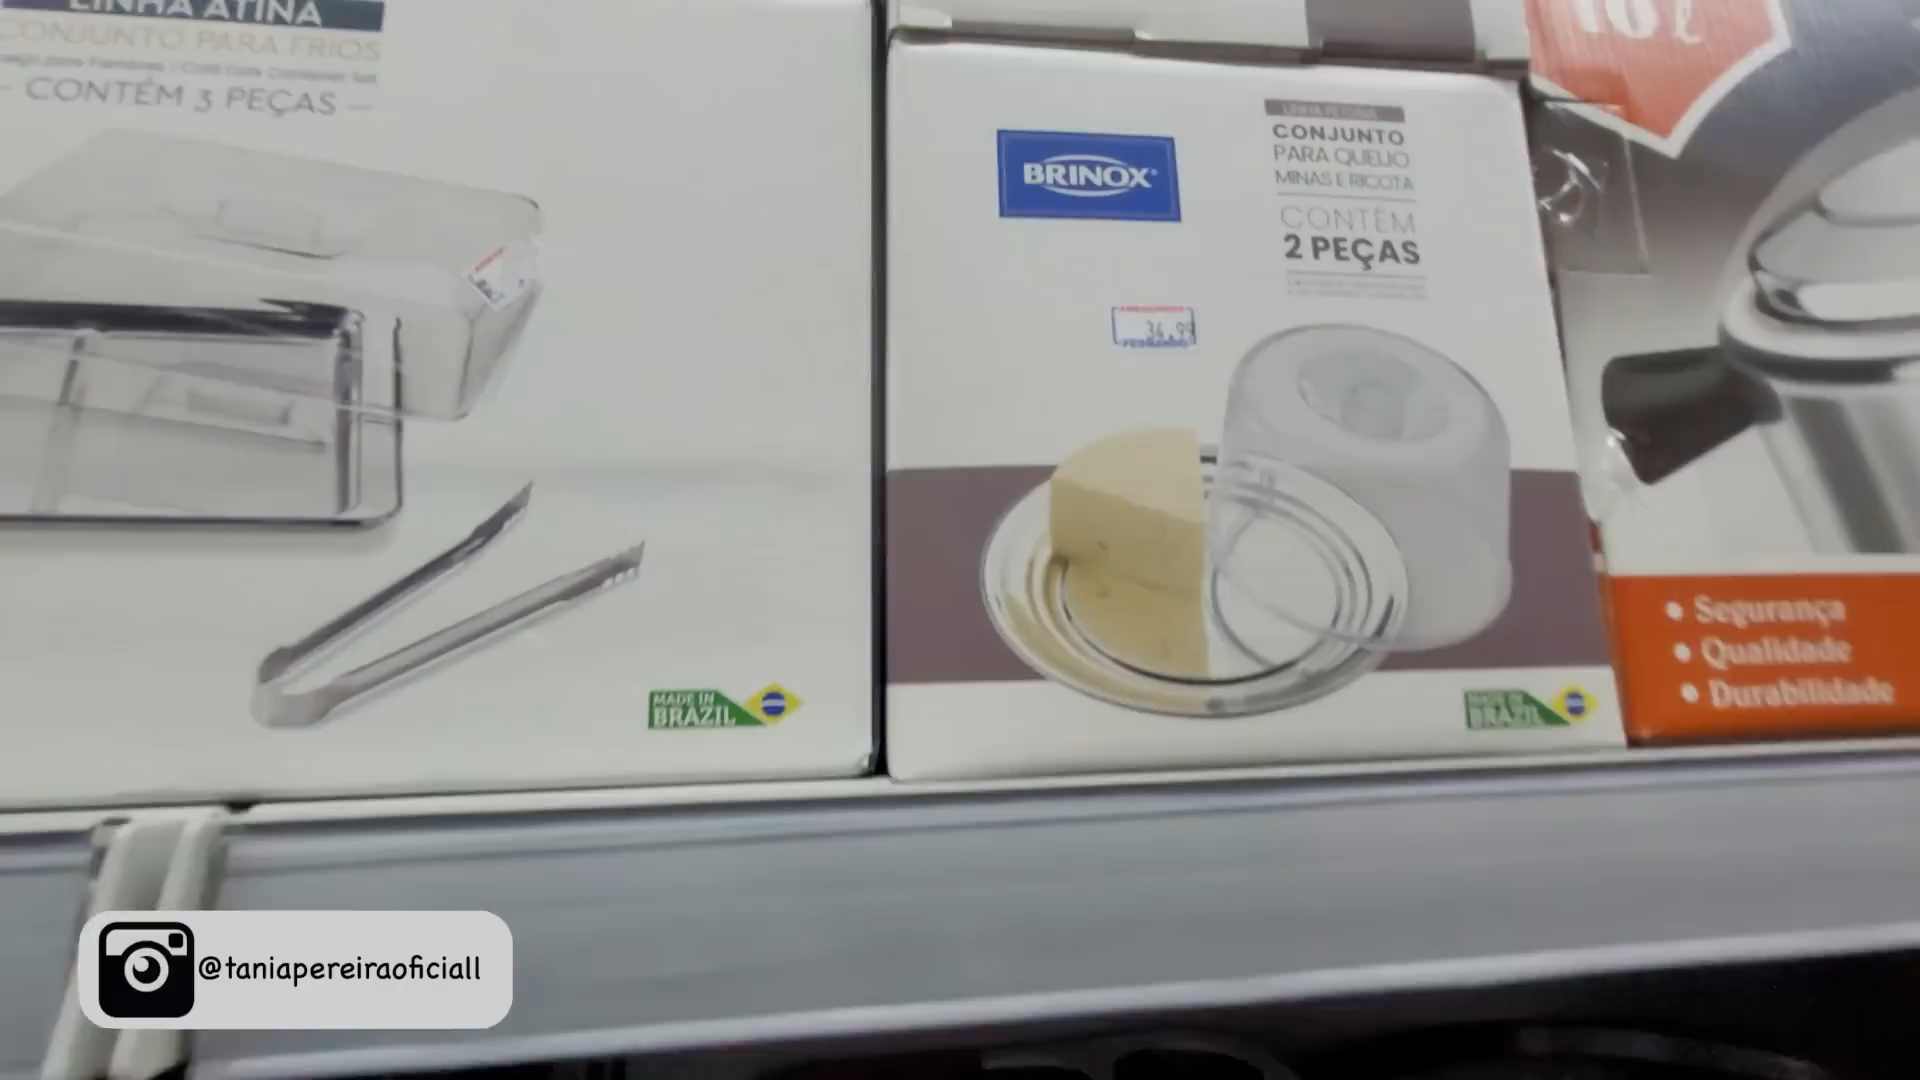 LINHA ATINA
CONJUNTO PARA FRIOS
CONTÉM 3 PEÇAS
BRINOX
CONJUNTO
PARA QUEIJO
MINAS E RICOTA
CONTÉM
2 PEÇAS
34,99
MADE IN
BRAZIL
MADE IN
BRAZIL
• Segurança
• Qualidade
• Durabilidade
@taniapereiraoficiall